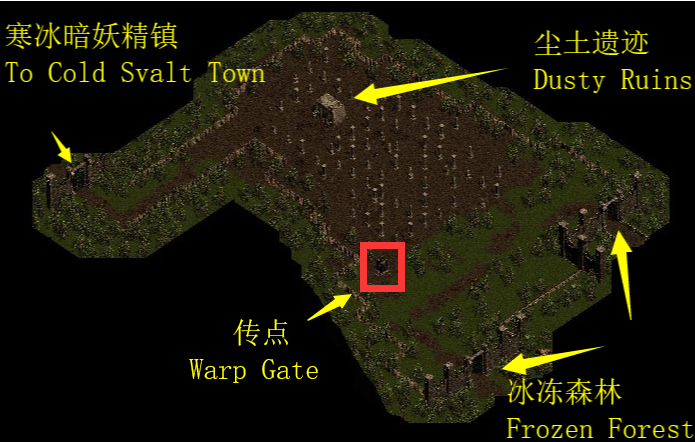 寒冰暗妖精镇
To Cold Svalt Town
尘土遗迹
Dusty Ruins
传点
Warp Gate
冰冻森林
Frozen Forest